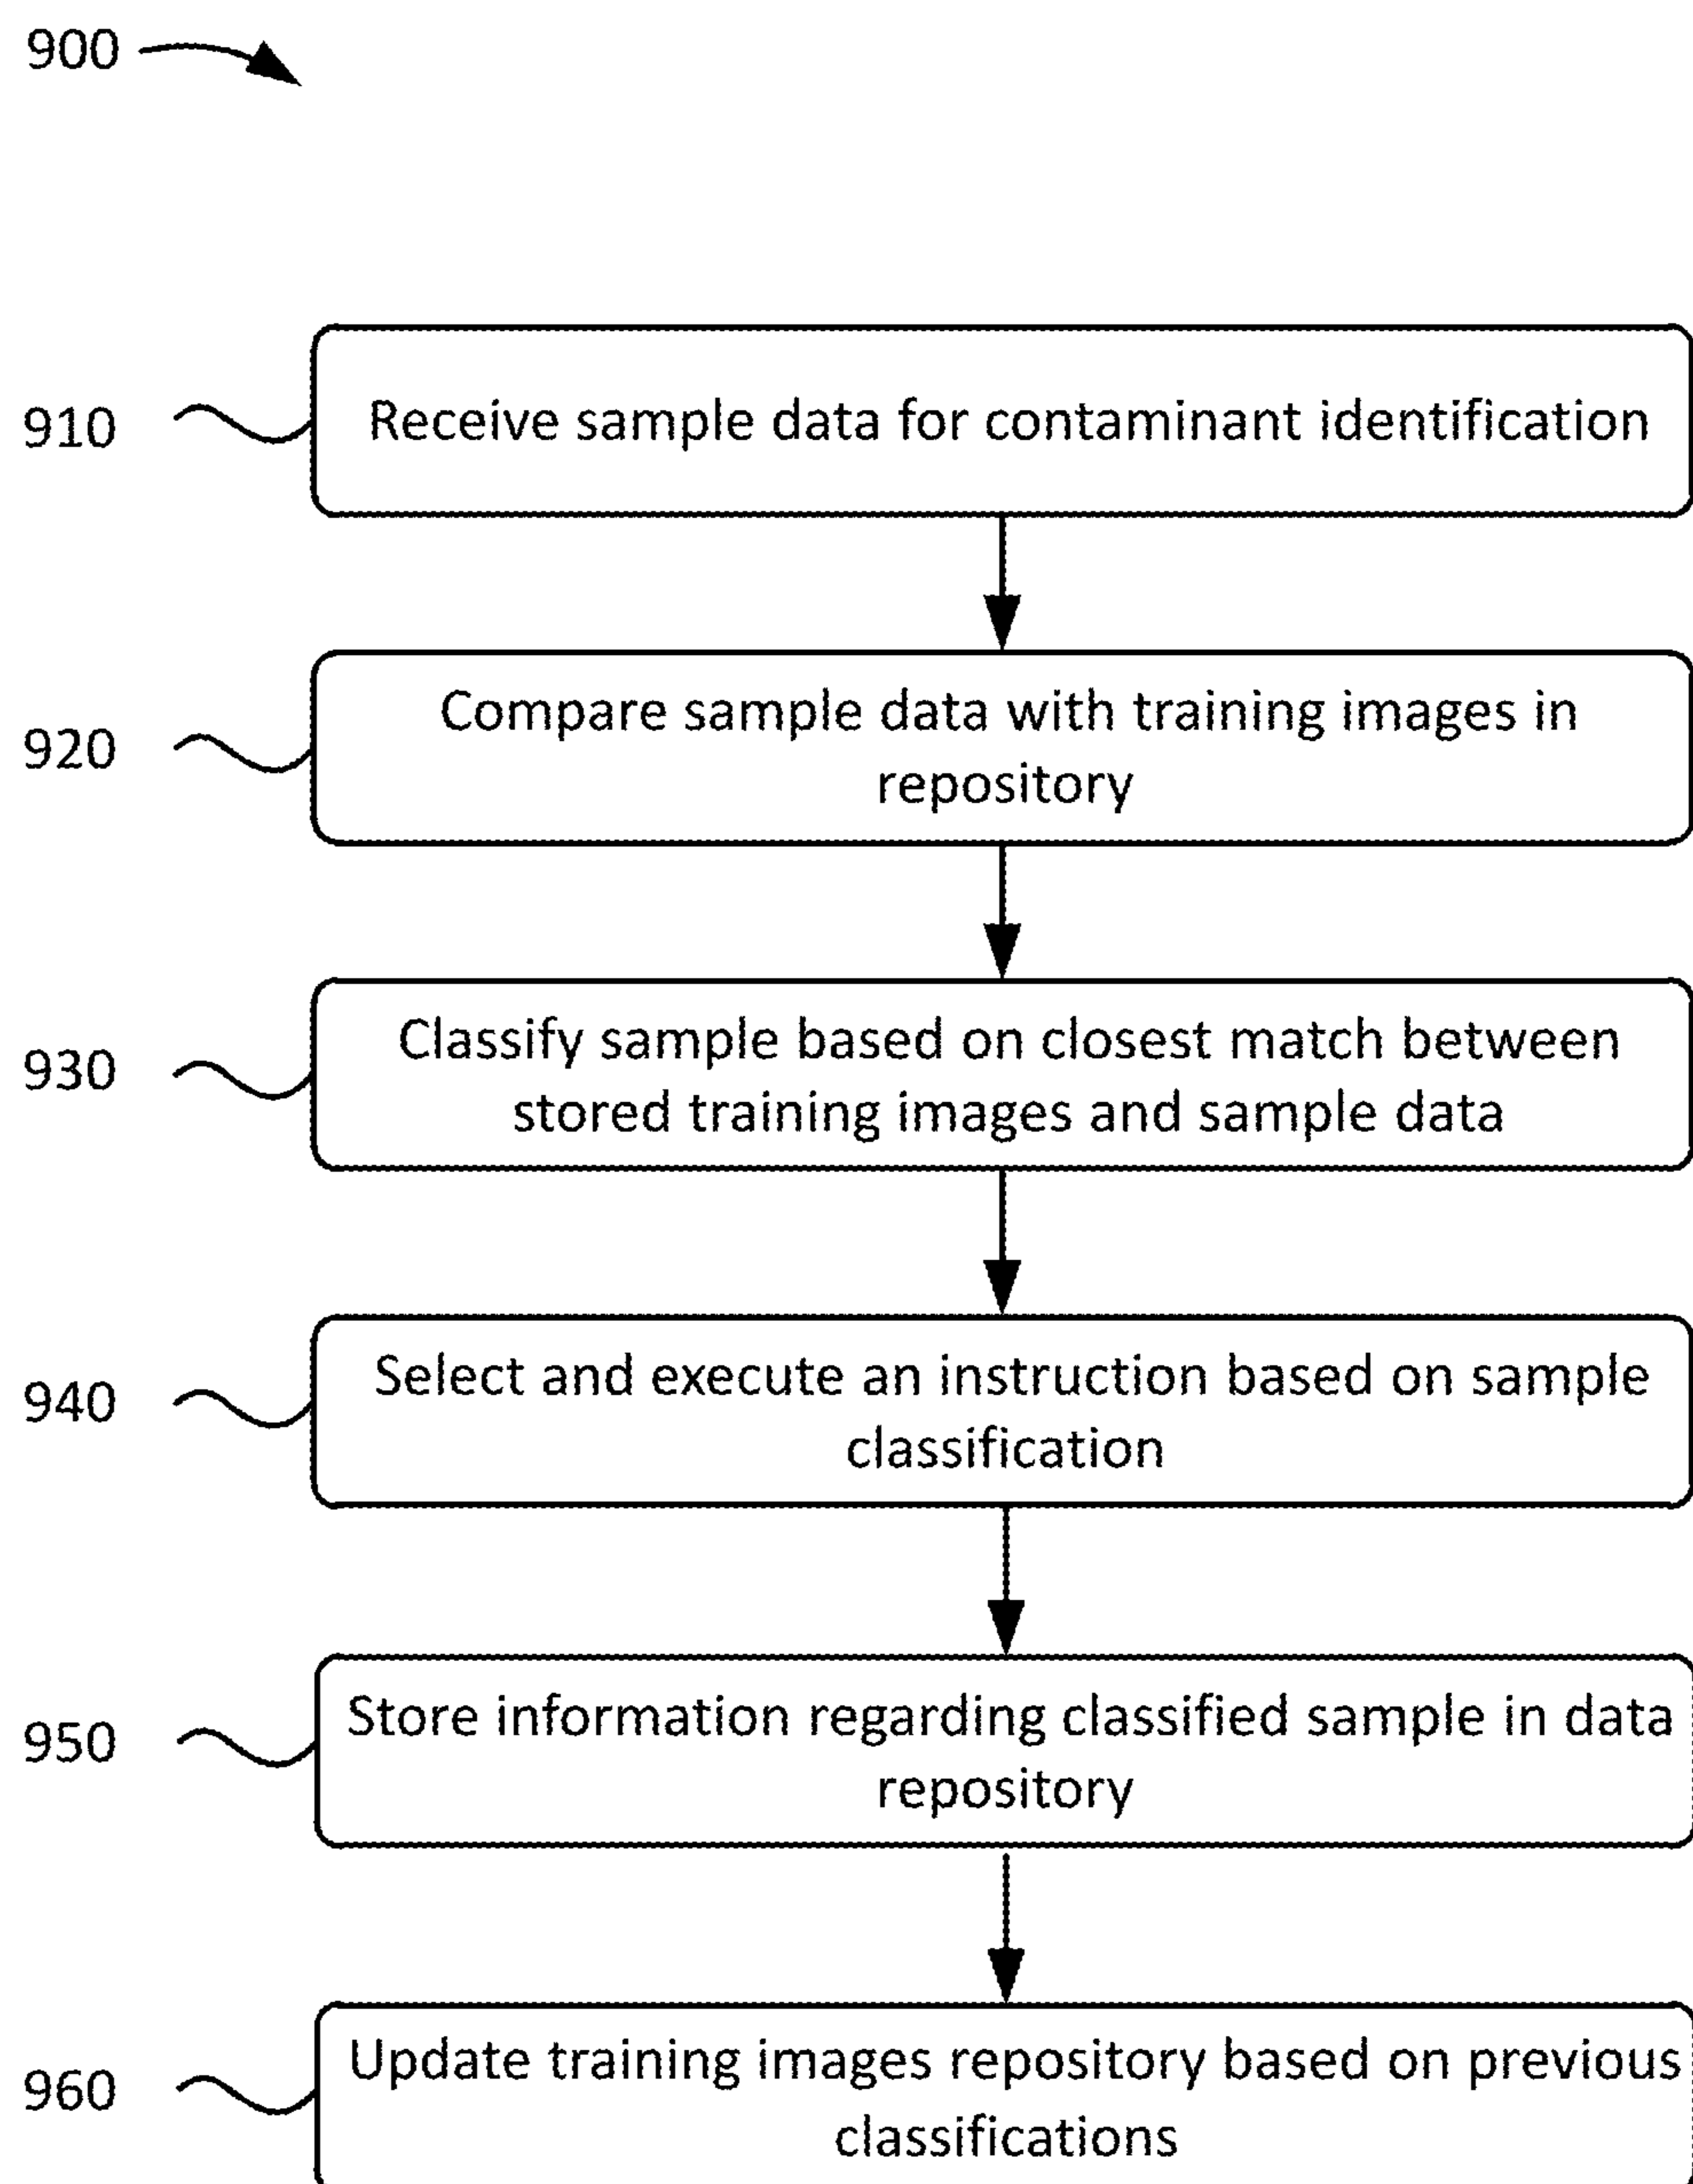 900
910
Receive sample data for contaminant identification
920
Compare sample data with training images in
repository
930
Classify sample based on closest match between
stored training images and sample data
940
Select and execute an instruction based on sample
classification
950
Store information regarding classified sample in data
repository
960
Update training images repository based on previous
classifications